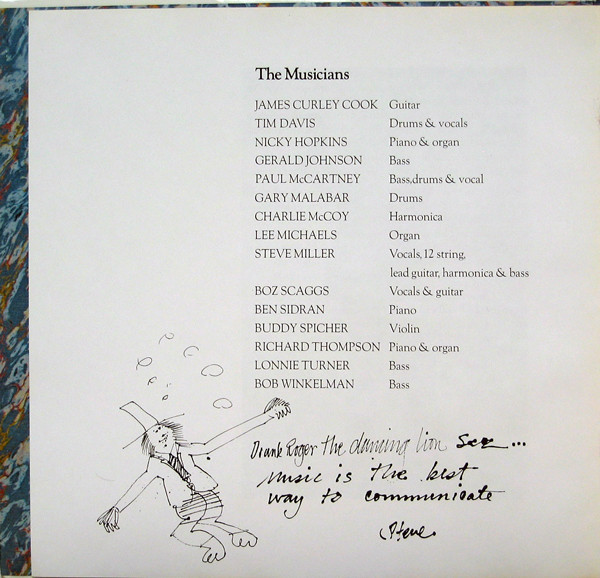 The Musicians
JAMES CURLEY COOK Guitar
TIM DAVIS Drums & vocals
NICKY HOPKINS Piano & organ
GERALD JOHNSON Bass
PAUL McCARTNEY Bass,drums & vocal
GARY MALABAR Drums
CHARLIE McCOY Harmonica
LEE MICHAELS Organ
STEVE MILLER Vocals, 12 string,
lead guitar, harmonica & bass
BOZ SCAGGS Vocals & guitar
BEN SIDRAN Piano
BUDDY SPICHER Violin
RICHARD THOMPSON Piano & organ
LONNIE TURNER Bass
BOB WINKELMAN Bass
Roger the dancing lion ...
Music is the best
way to communicate
Steve.